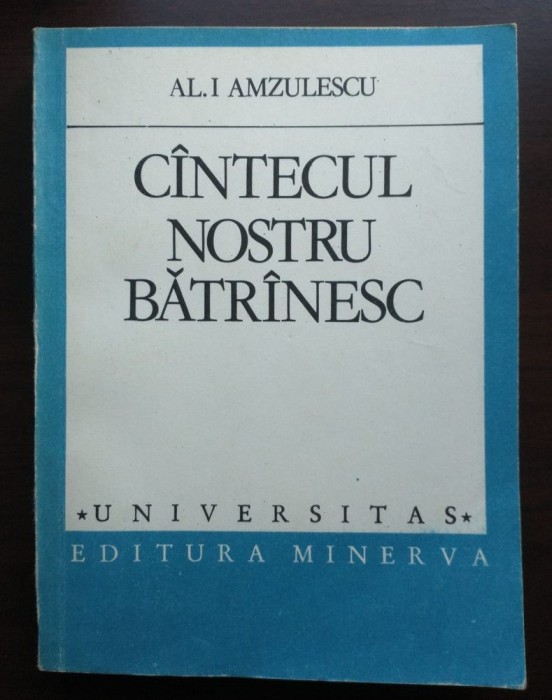 AL. I AMZULESCU
CÎNTECUL
NOSTRU
BĂTRÎNESC
★ UNIVERSITAS ★
EDITURA MINERVA